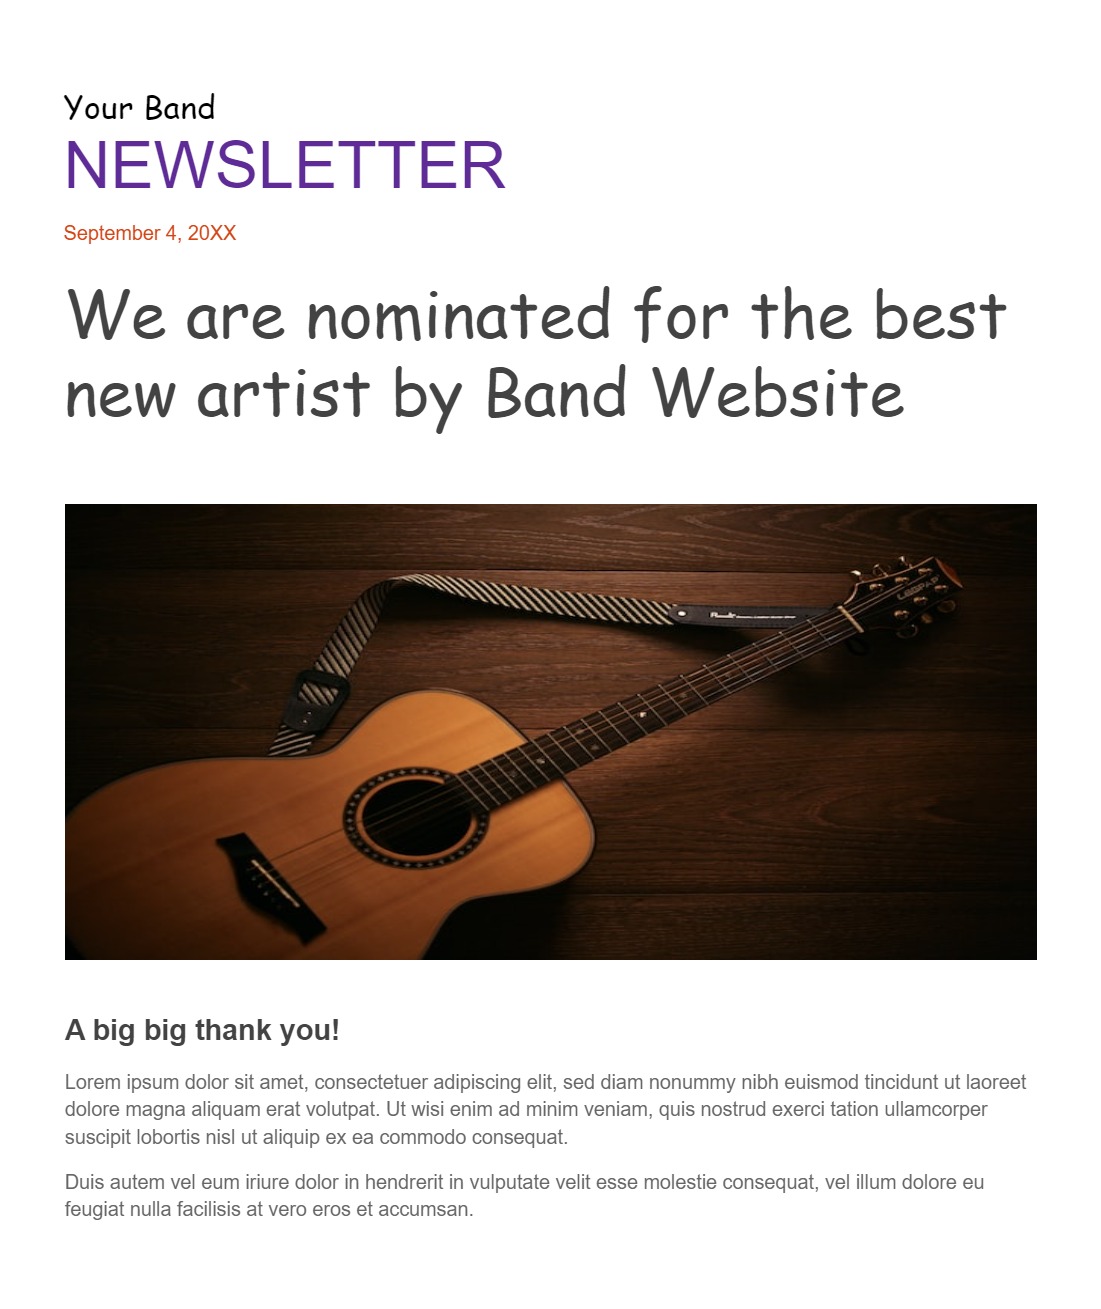 Your Band
NEWSLETTER
September 4, 20XX
We are nominated for the best
new artist by Band Website
A big big thank you!
Lorem ipsum dolor sit amet, consectetuer adipiscing elit, sed diam nonummy nibh euismod tincidunt ut laoreet
dolore magna aliquam erat volutpat. Ut wisi enim ad minim veniam, quis nostrud exerci tation ullamcorper
suscipit lobortis nisl ut aliquip ex ea commodo consequat.
Duis autem vel eum iriure dolor in hendrerit in vulputate velit esse molestie consequat, vel illum dolore eu
feugiat nulla facilisis at vero eros et accumsan.